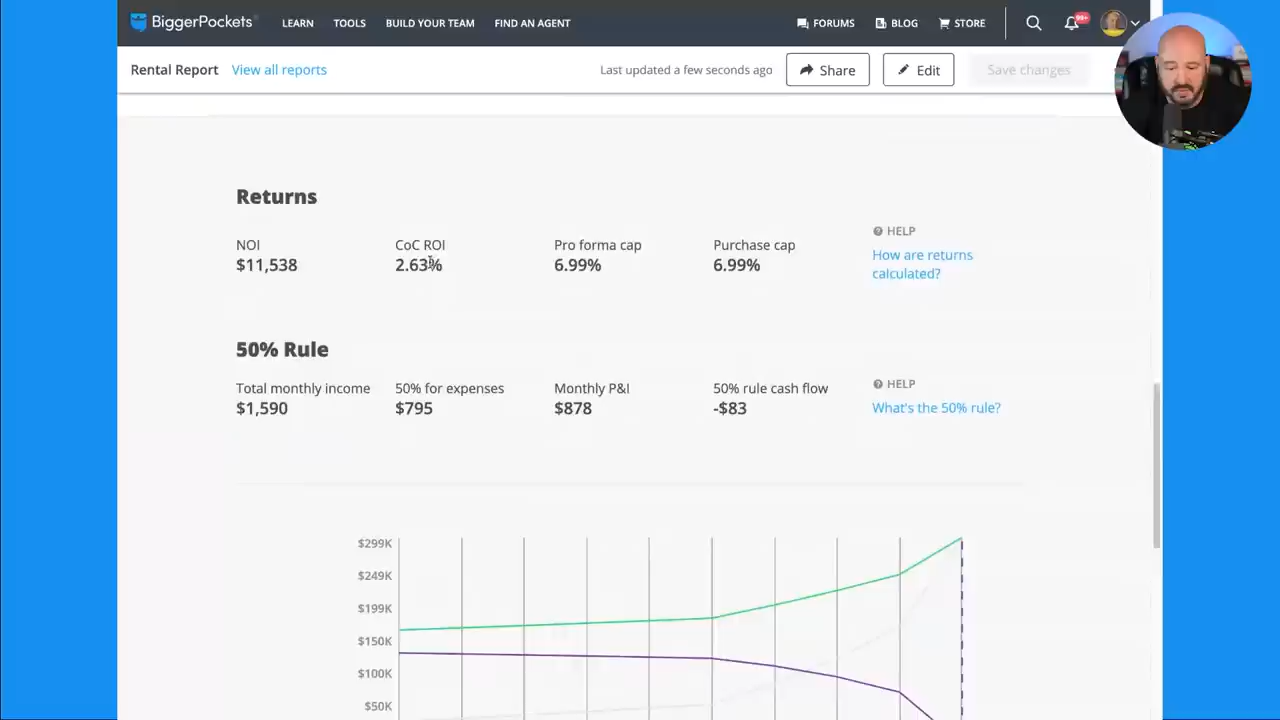 BiggerPockets LEARN TOOLS BUILD YOUR TEAM FIND AN AGENT FORUMS BLOG STORE 99+
Rental Report View all reports Last updated a few seconds ago Share Edit Save changes
Returns
HELP
NOI CoC ROI Pro forma cap Purchase cap
How are returns
$11,538 2.63% 6.99% 6.99%
calculated?
50% Rule
HELP
Total monthly income 50% for expenses Monthly P&I 50% rule cash flow
$1,590 $795 $878 -$83 What's the 50% rule?
$299K
$249K
$199K
$150K
$100K
$50K